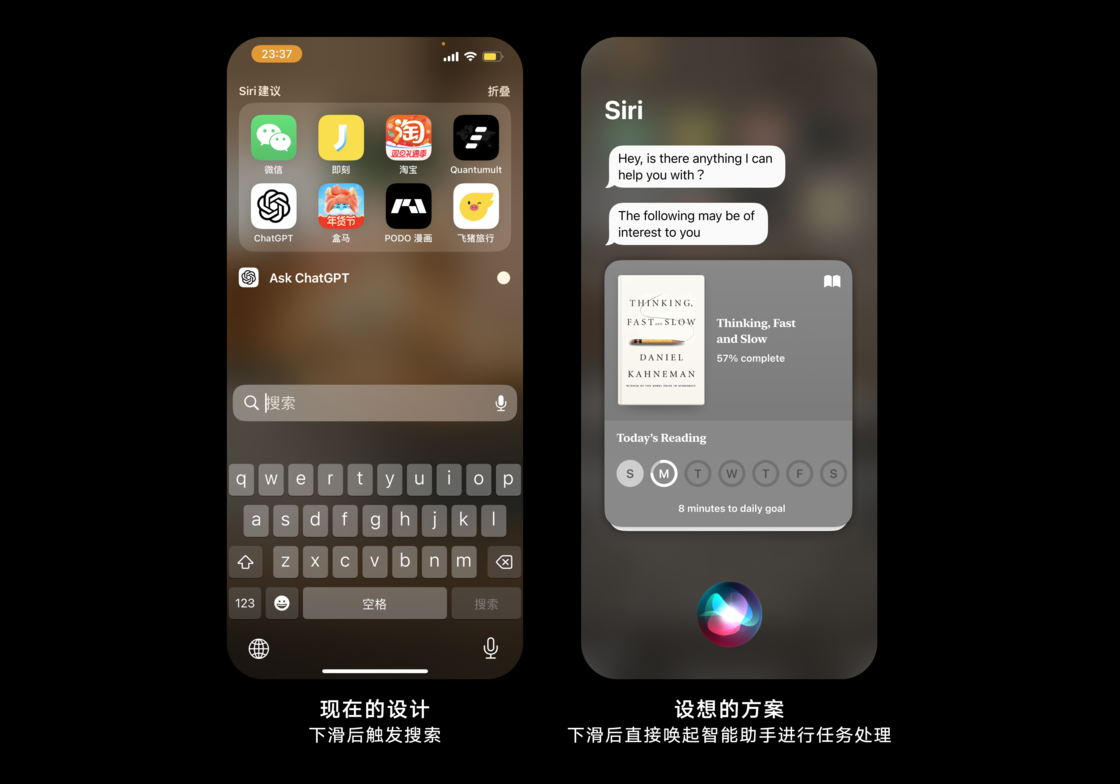 23:37
Siri建议
折叠
微信
即刻
淘
囤货礼遇季
淘宝
Quantumult
ChatGPT
年货节
盒马
PODO 漫画
飞猪旅行
Ask ChatGPT
搜索
q w e r t y u i o p
a s d f g h j k l
z x c v b n m
123
空格
搜索
现在的设计
下滑后触发搜索
Siri
Hey, is there anything I can
help you with？
The following may be of
interest to you
THINKING,
FAST AND SLOW
DANIEL
KAHNEMAN
WINNER OF THE NOBEL PRIZE IN ECONOMICS
Thinking, Fast
and Slow
57% complete
Today's Reading
S M T W T F S
8 minutes to daily goal
设想的方案
下滑后直接唤起智能助手进行任务处理